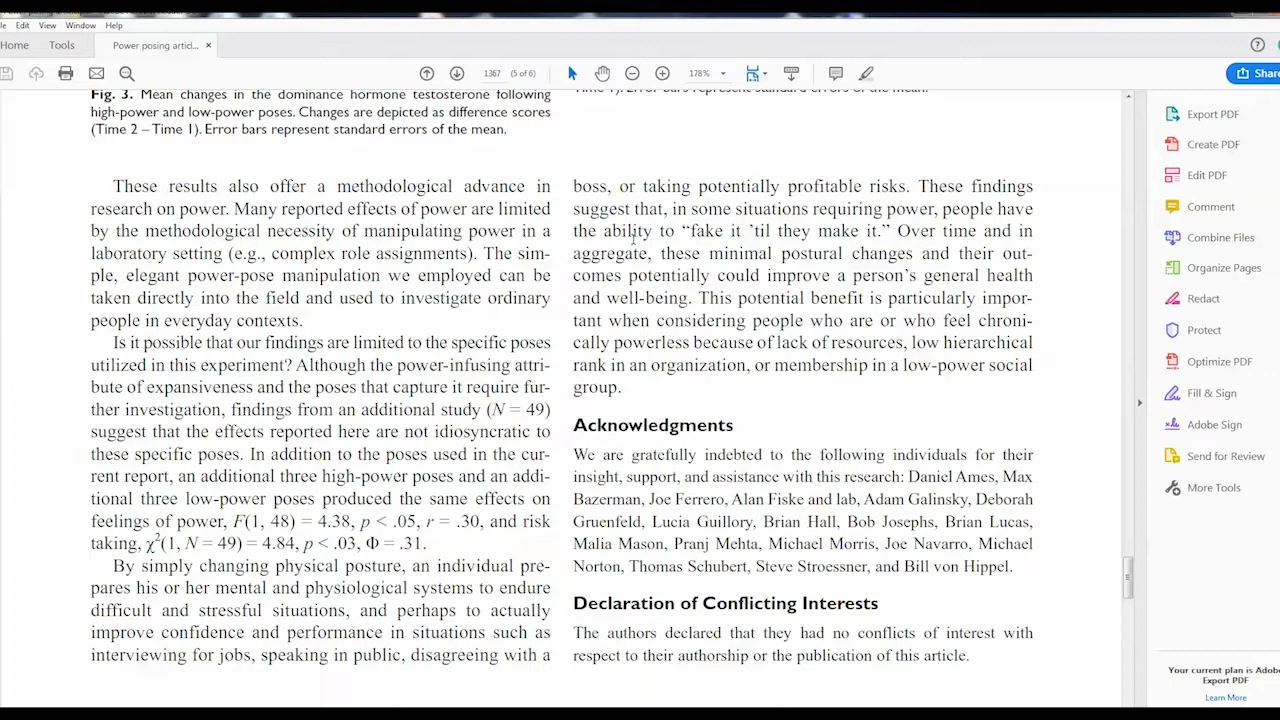 Edit View Window Help
Home Tools Power posing articl... ×
1367 (5 of 6) 178%
Share
Fig. 3. Mean changes in the dominance hormone testosterone following
high-power and low-power poses. Changes are depicted as difference scores
(Time 2 – Time 1). Error bars represent standard errors of the mean.
These results also offer a methodological advance in
research on power. Many reported effects of power are limited
by the methodological necessity of manipulating power in a
laboratory setting (e.g., complex role assignments). The sim-
ple, elegant power-pose manipulation we employed can be
taken directly into the field and used to investigate ordinary
people in everyday contexts.
Is it possible that our findings are limited to the specific poses
utilized in this experiment? Although the power-infusing attri-
bute of expansiveness and the poses that capture it require fur-
ther investigation, findings from an additional study (N = 49)
suggest that the effects reported here are not idiosyncratic to
these specific poses. In addition to the poses used in the cur-
rent report, an additional three high-power poses and an addi-
tional three low-power poses produced the same effects on
feelings of power, F(1, 48) = 4.38, p < .05, r = .30, and risk
taking, χ²(1, N = 49) = 4.84, p < .03, Φ = .31.
By simply changing physical posture, an individual pre-
pares his or her mental and physiological systems to endure
difficult and stressful situations, and perhaps to actually
improve confidence and performance in situations such as
interviewing for jobs, speaking in public, disagreeing with a
Time 1). Error bars represent standard errors of the mean.
boss, or taking potentially profitable risks. These findings
suggest that, in some situations requiring power, people have
the ability to “fake it ’til they make it.” Over time and in
aggregate, these minimal postural changes and their out-
comes potentially could improve a person’s general health
and well-being. This potential benefit is particularly impor-
tant when considering people who are or who feel chroni-
cally powerless because of lack of resources, low hierarchical
rank in an organization, or membership in a low-power social
group.
Acknowledgments
We are gratefully indebted to the following individuals for their
insight, support, and assistance with this research: Daniel Ames, Max
Bazerman, Joe Ferrero, Alan Fiske and lab, Adam Galinsky, Deborah
Gruenfeld, Lucia Guillory, Brian Hall, Bob Josephs, Brian Lucas,
Malia Mason, Pranj Mehta, Michael Morris, Joe Navarro, Michael
Norton, Thomas Schubert, Steve Stroessner, and Bill von Hippel.
Declaration of Conflicting Interests
The authors declared that they had no conflicts of interest with
respect to their authorship or the publication of this article.
Export PDF
Create PDF
Edit PDF
Comment
Combine Files
Organize Pages
Redact
Protect
Optimize PDF
Fill & Sign
Adobe Sign
Send for Review
More Tools
Your current plan is Adobe
Export PDF
Learn More